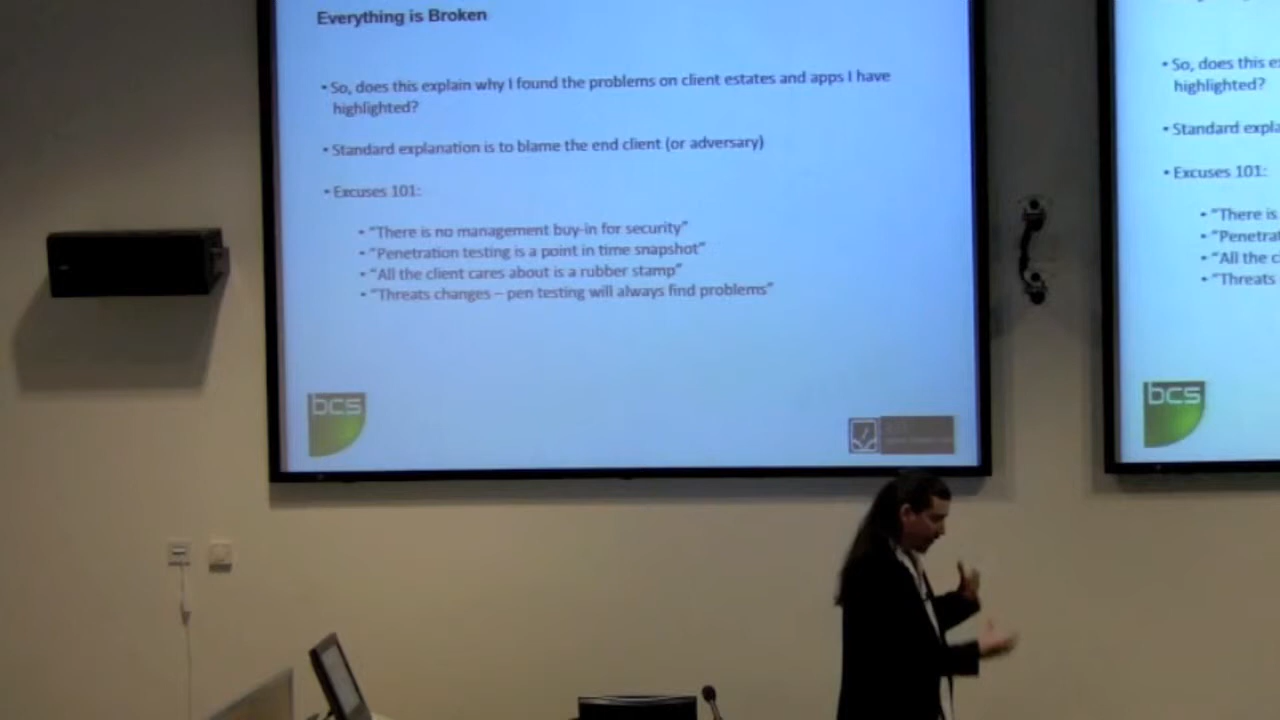 Everything is Broken
• So, does this explain why I found the problems on client estates and apps I have
highlighted?
• Standard explanation is to blame the end client (or adversary)
• Excuses 101:
• "There is no management buy-in for security"
• "Penetration testing is a point in time snapshot"
• "All the client cares about is a rubber stamp"
• "Threats changes – pen testing will always find problems"
bcs
• So, does this e
highlighted?
• Standard expla
• Excuses 101:
• "There is
• "Penetrat
• "All the c
• "Threats
bcs